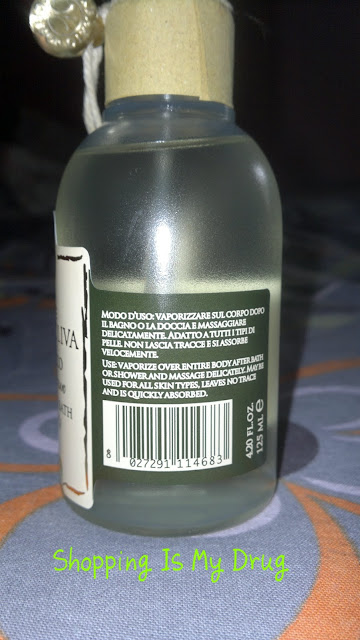 MODO D'USO: VAPORIZZARE SUL CORPO DOPO
IL BAGNO O LA DOCCIA E MASSAGGIARE
DELICATAMENTE. ADATTO A TUTTI I TIPI DI
PELLE. NON LASCIA TRACCE E SI ASSORBE
VELOCEMENTE.
USE: VAPORIZE OVER ENTIRE BODY AFTER BATH
OR SHOWER AND MASSAGE DELICATELY. MAY BE
USED FOR ALL SKIN TYPES, LEAVES NO TRACE
AND IS QUICKLY ABSORBED.
8 027291 114683
4.20 FL.OZ.
125 ML e
Shopping Is My Drug